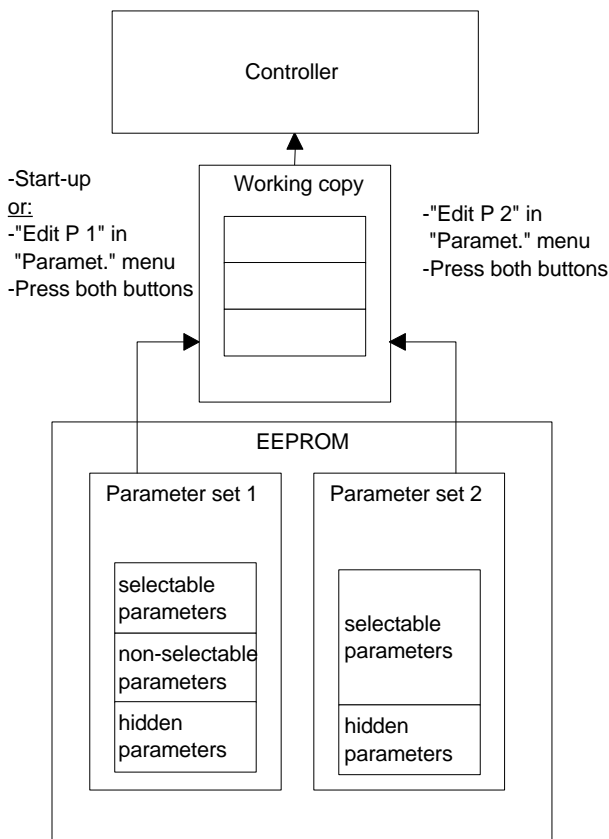 Controller
-Start-up
or:
-"Edit P 1" in
"Paramet." menu
-Press both buttons
Working copy
-"Edit P 2" in
"Paramet." menu
-Press both buttons
EEPROM
Parameter set 1
selectable
parameters
non-selectable
parameters
hidden
parameters
Parameter set 2
selectable
parameters
hidden
parameters